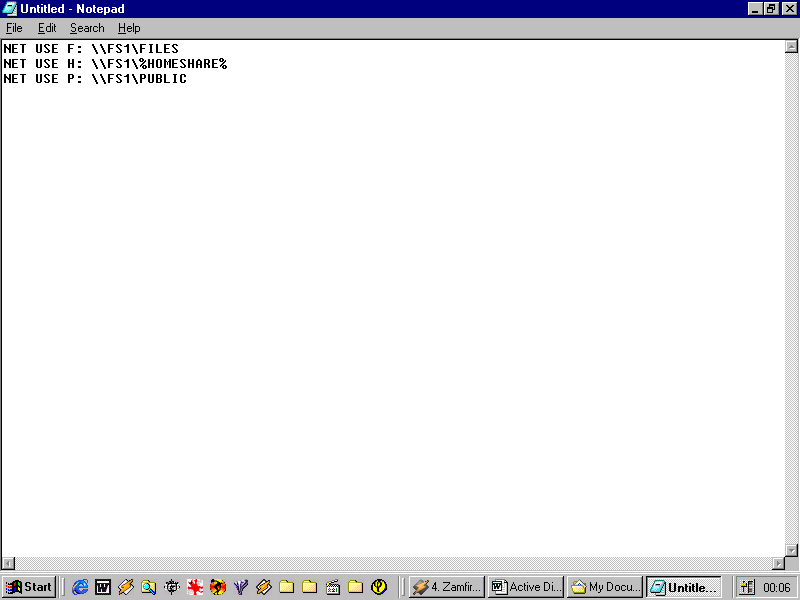 Untitled - Notepad
File Edit Search Help
NET USE F: \\FS1\FILES
NET USE H: \\FS1\%HOMESHARE%
NET USE P: \\FS1\PUBLIC
Start 4. Zamfir... Active Di... My Docu... Untitle... 00:06